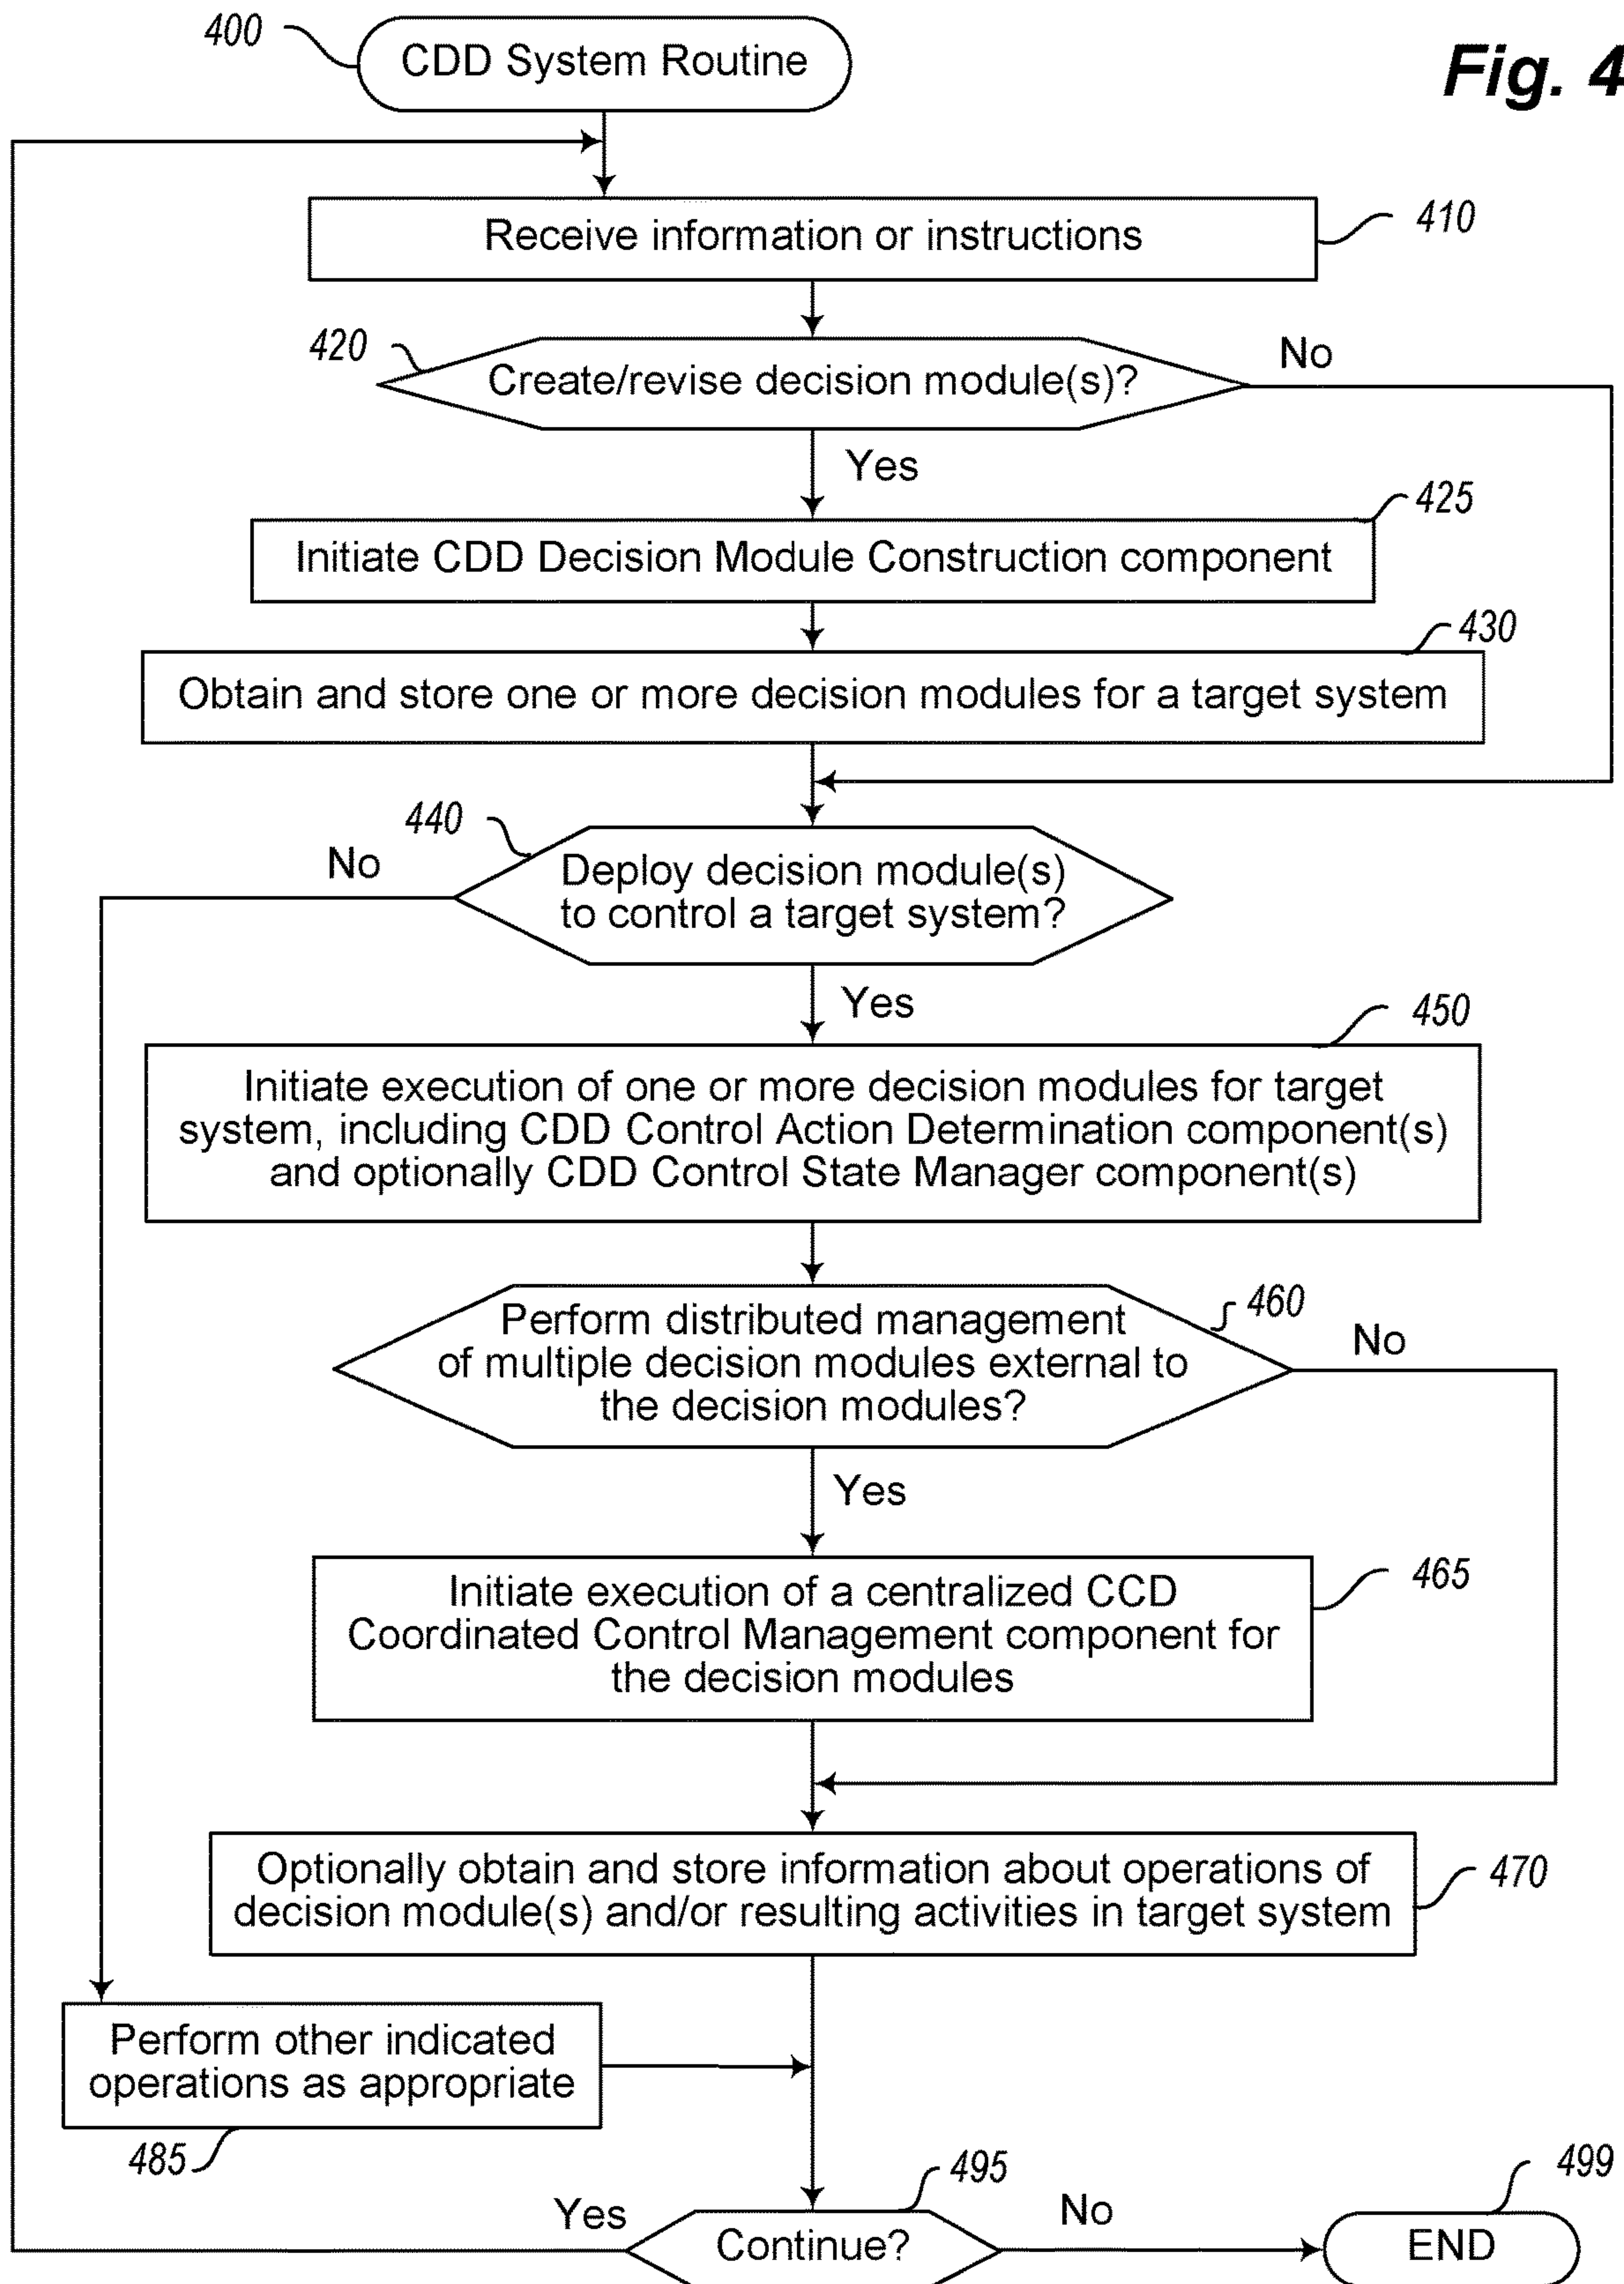 400
CDD System Routine
Fig. 4
Receive information or instructions
410
420
Create/revise decision module(s)?
No
Yes
425
Initiate CDD Decision Module Construction component
430
Obtain and store one or more decision modules for a target system
440
No
Deploy decision module(s)
to control a target system?
Yes
450
Initiate execution of one or more decision modules for target
system, including CDD Control Action Determination component(s)
and optionally CDD Control State Manager component(s)
460
Perform distributed management
of multiple decision modules external to
the decision modules?
No
Yes
465
Initiate execution of a centralized CCD
Coordinated Control Management component for
the decision modules
Optionally obtain and store information about operations of
decision module(s) and/or resulting activities in target system
470
Perform other indicated
operations as appropriate
485
495
499
Yes
Continue?
No
END